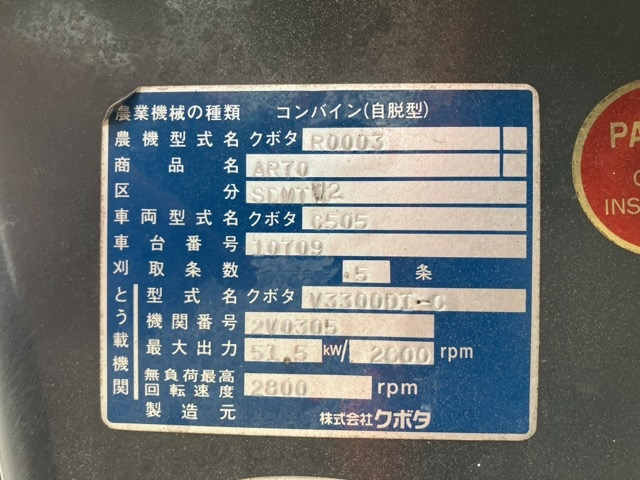 農業機械の種類 コンバイン(自脱型)
農機型式名 クボタ R0003
商品名 AR70
区分 SDMTW2
車両型式名 クボタ C505
車台番号 10709
刈取条数 5 条
とう載機関
型式名 クボタ V3300DI-C
機関番号 2V0305
最大出力 51.5 kW/ 2600 rpm
無負荷最高回転速度 2800 rpm
製造元 株式会社クボタ
PA
INS